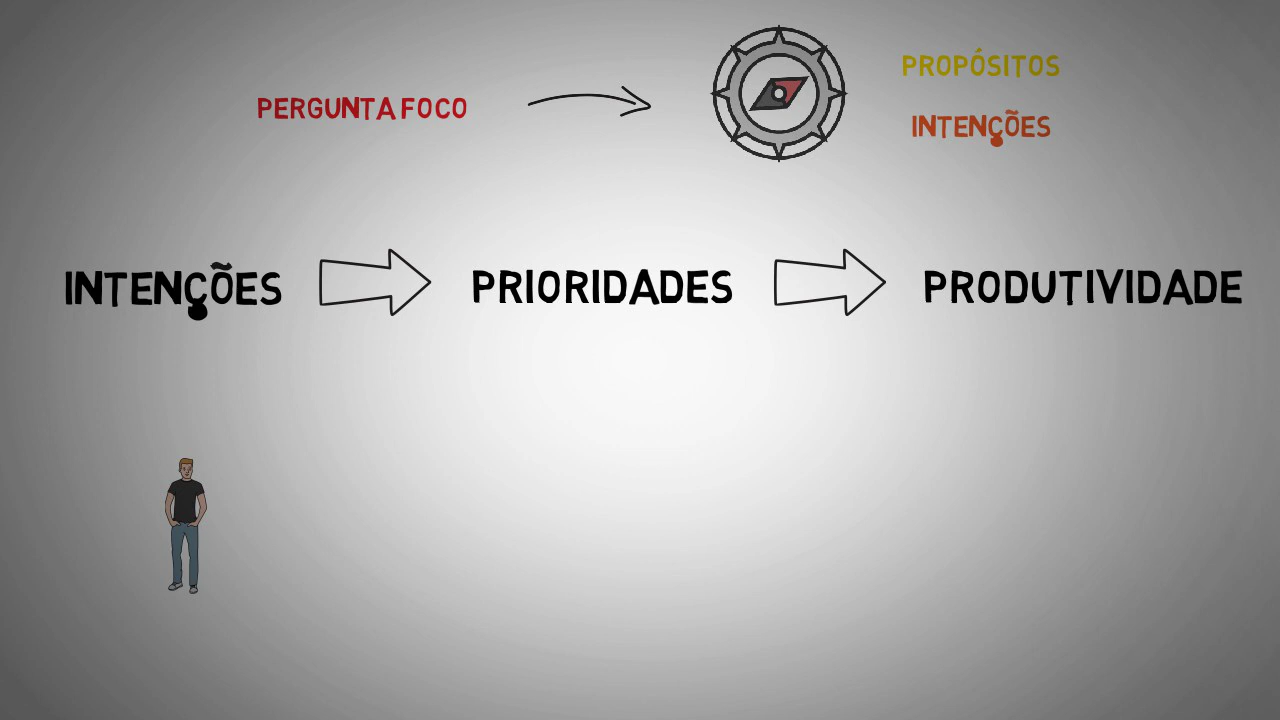 PERGUNTA FOCO
PROPÓSITOS
INTENÇÕES
INTENÇÕES
PRIORIDADES
PRODUTIVIDADE